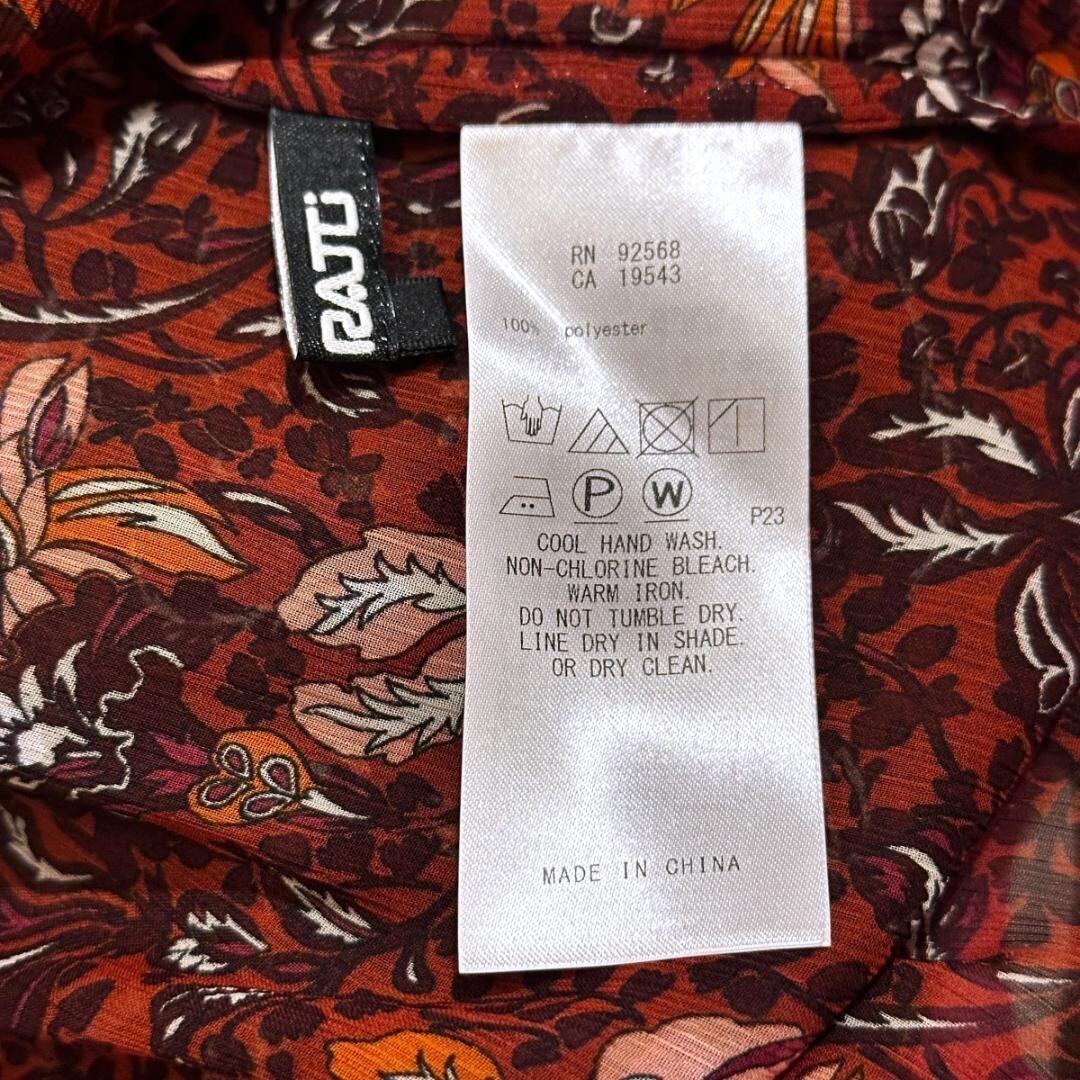 RAJÜ
RN 92568
CA 19543
100% polyester
P
W
P23
COOL HAND WASH.
NON-CHLORINE BLEACH.
WARM IRON.
DO NOT TUMBLE DRY.
LINE DRY IN SHADE.
OR DRY CLEAN.
MADE IN CHINA